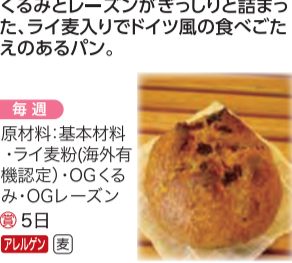 くるみとレーズンがぎっしりと詰まっ
た、ライ麦入りでドイツ風の食べごた
えのあるパン。
毎週
原材料：基本材料
・ライ麦粉(海外有
機認定）・OGくる
み・OGレーズン
賞 5日
アレルゲン 麦